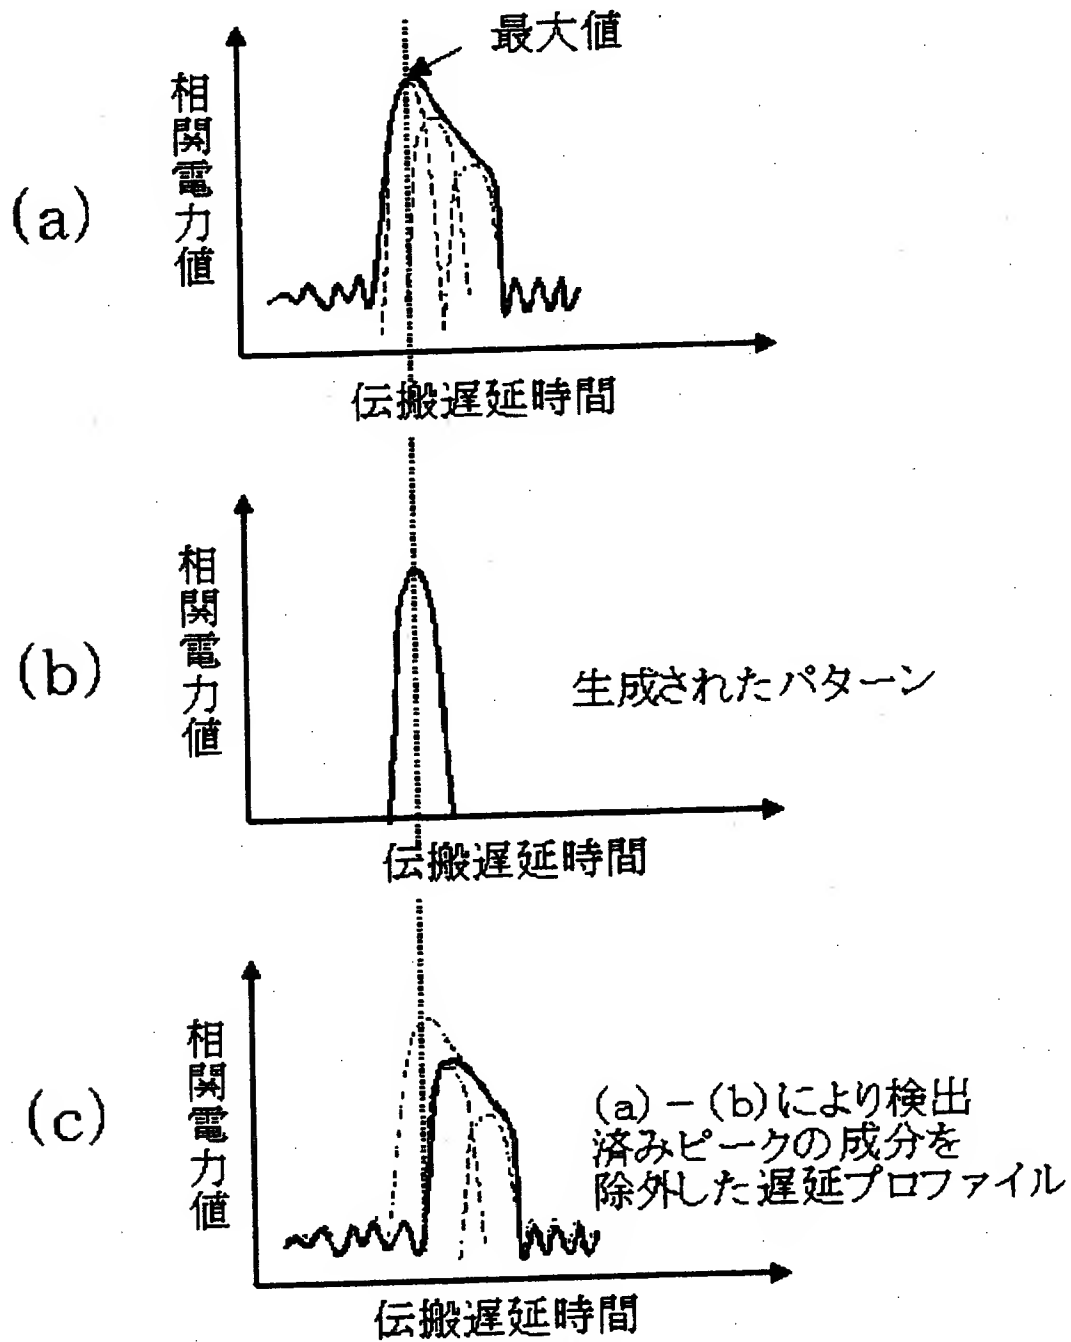 最大値
相関電力値
(a)
伝搬遅延時間
相関電力値
(b)
生成されたパターン
伝搬遅延時間
相関電力値
(c)
(a)-(b)により検出
済みピークの成分を
除外した遅延プロファイル
伝搬遅延時間